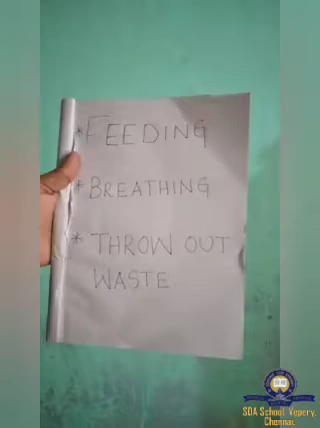 * FEEDING
* BREATHING
* THROW OUT
WASTE
SDA School Vepery,
Chennai.